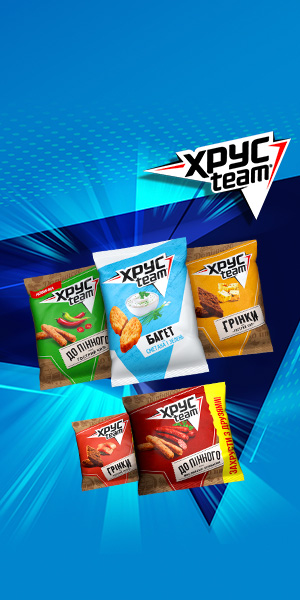 ХРУС
team
ХРУС
team
ДО ПІННОГО
ХРУС
team
БАГЕТ
СМЕТАНА І ЗЕЛЕНЬ
ХРУС
team
ГРІНКИ
ХРУС
team
ГРІНКИ
ХРУС
team
ДО ПІННОГО